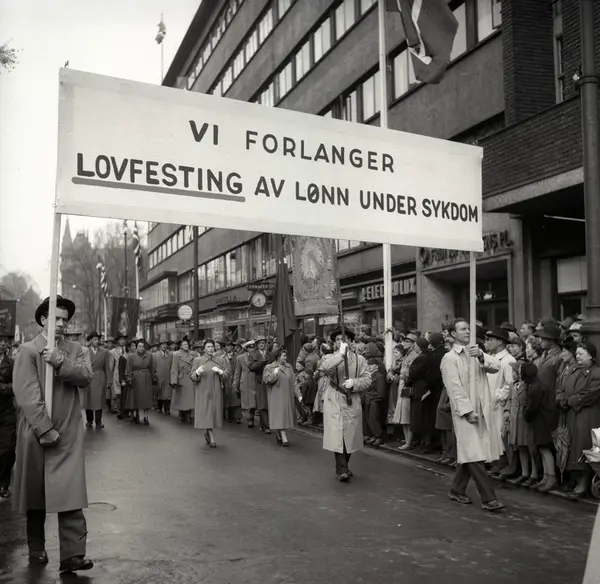 VI FORLANGER
LOVFESTING AV LØNN UNDER SYKDOM